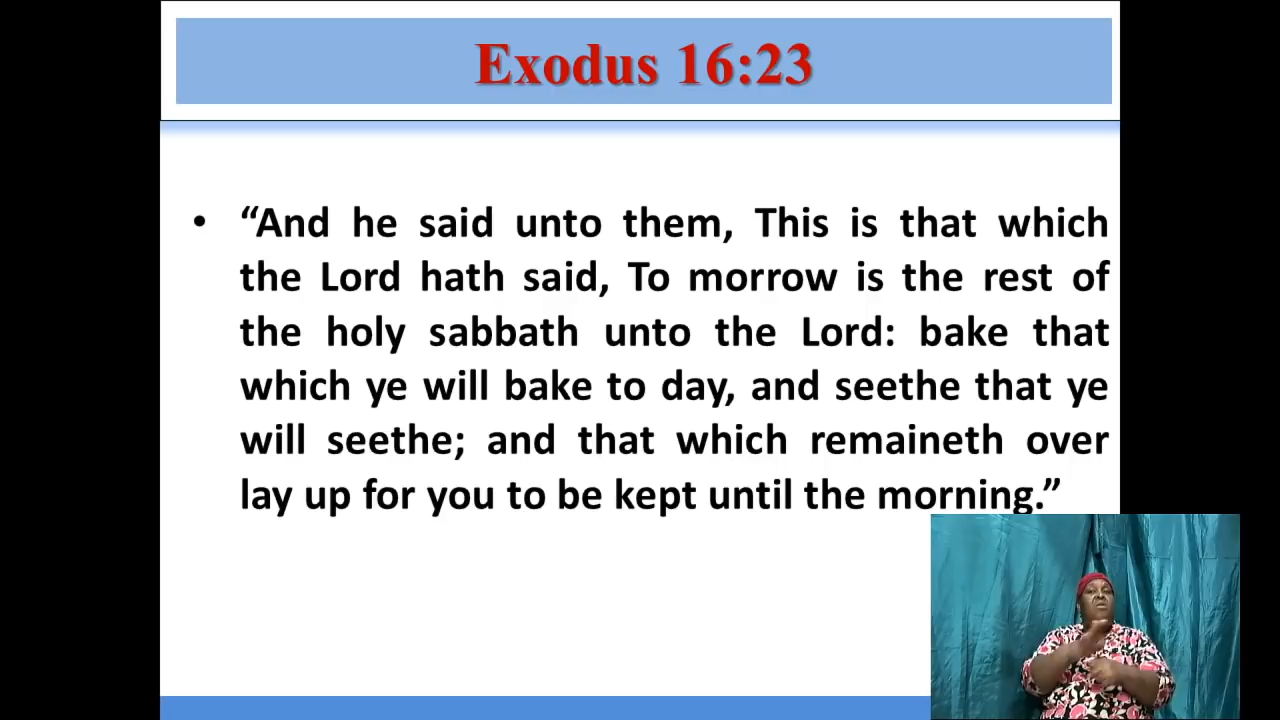 Exodus 16:23
• “And he said unto them, This is that which
the Lord hath said, To morrow is the rest of
the holy sabbath unto the Lord: bake that
which ye will bake to day, and seethe that ye
will seethe; and that which remaineth over
lay up for you to be kept until the morning.”